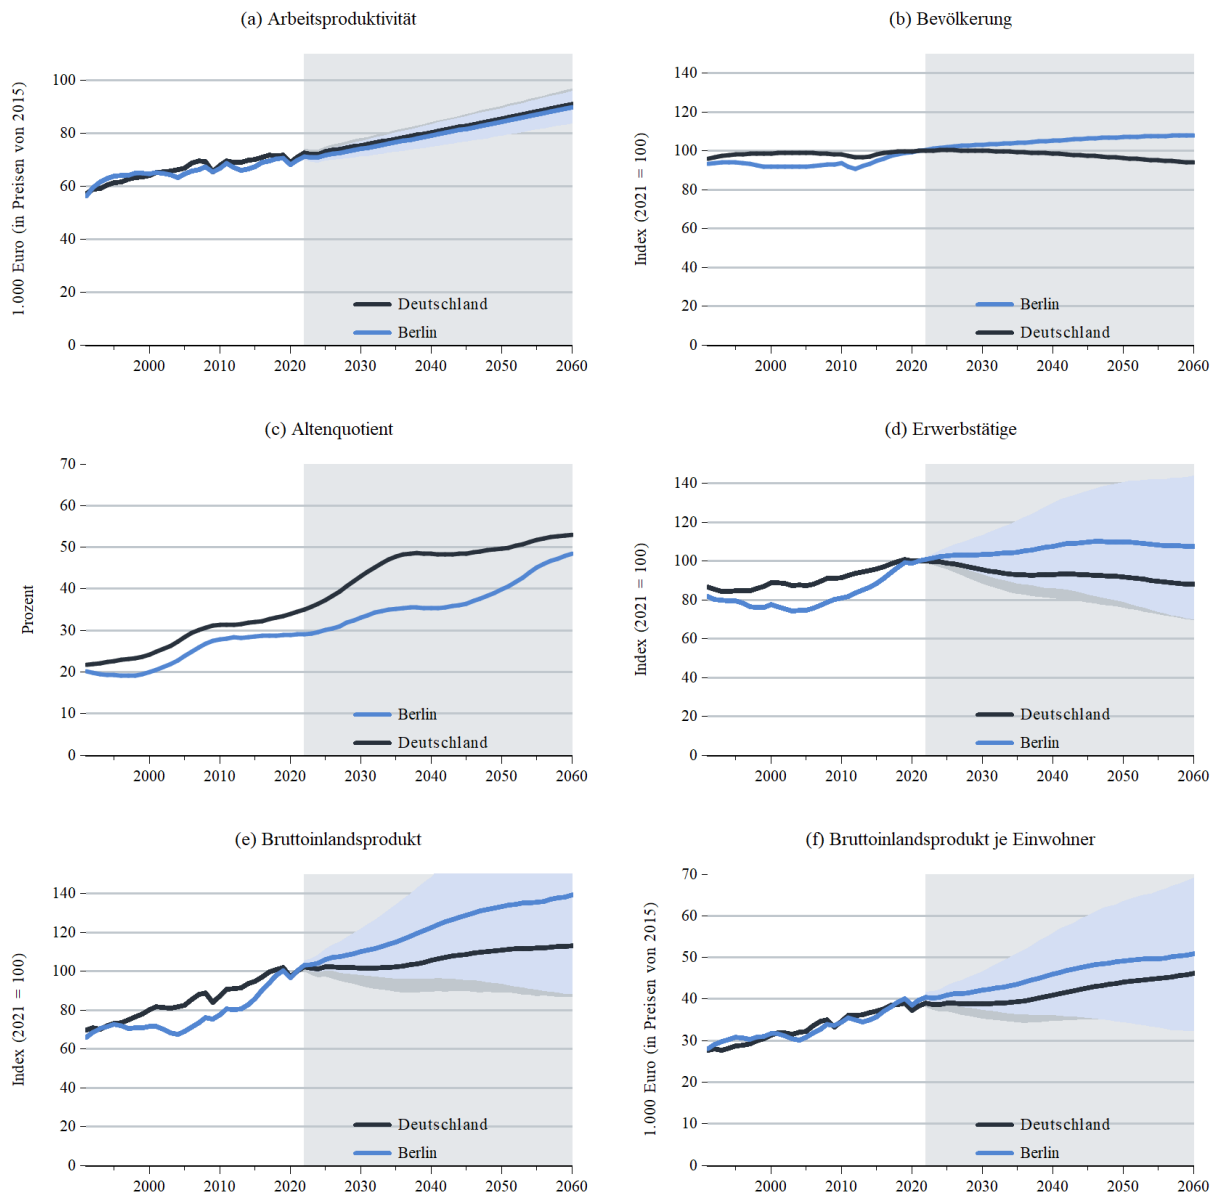 (a) Arbeitsproduktivität
1.000 Euro (in Preisen von 2015)
100
80
60
40
20
0
Deutschland
Berlin
2000 2010 2020 2030 2040 2050 2060
(b) Bevölkerung
Index (2021 = 100)
140
120
100
80
60
40
20
0
Berlin
Deutschland
2000 2010 2020 2030 2040 2050 2060
(c) Altenquotient
Prozent
70
60
50
40
30
20
10
0
Berlin
Deutschland
2000 2010 2020 2030 2040 2050 2060
(d) Erwerbstätige
Index (2021 = 100)
140
120
100
80
60
40
20
0
Deutschland
Berlin
2000 2010 2020 2030 2040 2050 2060
(e) Bruttoinlandsprodukt
Index (2021 = 100)
140
120
100
80
60
40
20
0
Deutschland
Berlin
2000 2010 2020 2030 2040 2050 2060
(f) Bruttoinlandsprodukt je Einwohner
1.000 Euro (in Preisen von 2015)
70
60
50
40
30
20
10
0
Deutschland
Berlin
2000 2010 2020 2030 2040 2050 2060